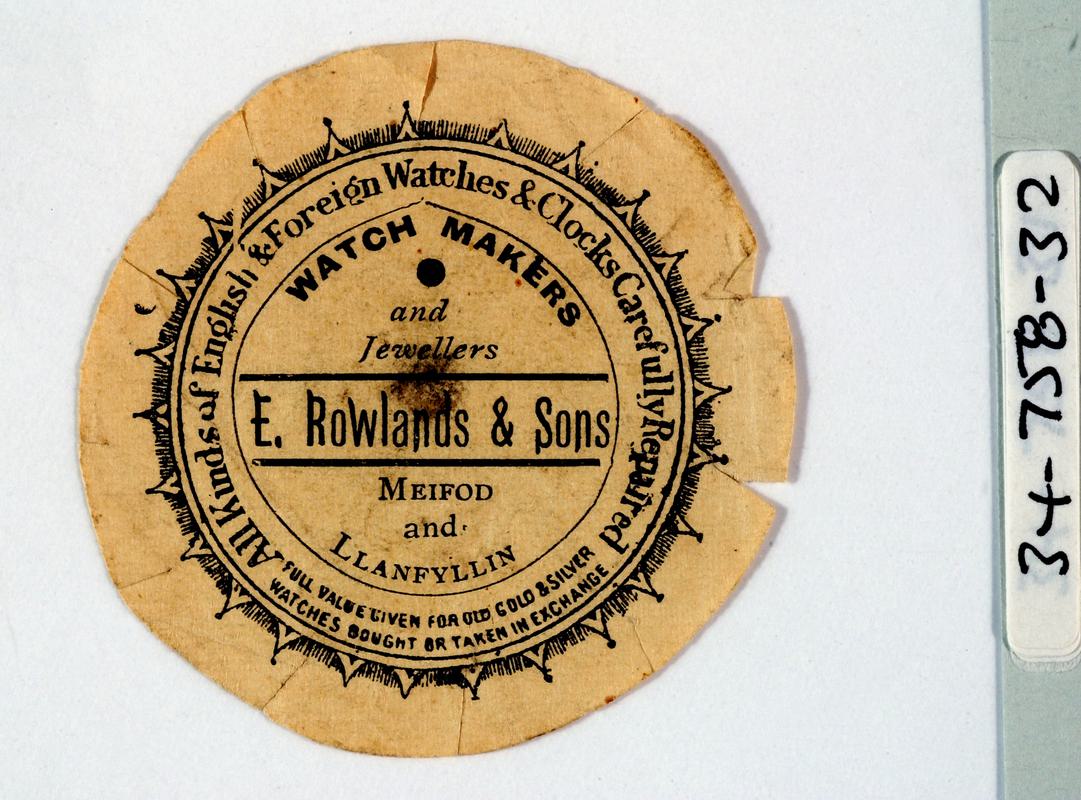 All Kinds of English & Foreign Watches & Clocks Carefully Repaired
WATCH MAKERS
and
Jewellers
E. Rowlands & Sons
MEIFOD
and
LLANFYLLIN
FULL VALUE GIVEN FOR OLD GOLD & SILVER
WATCHES BOUGHT OR TAKEN IN EXCHANGE
34-758-32